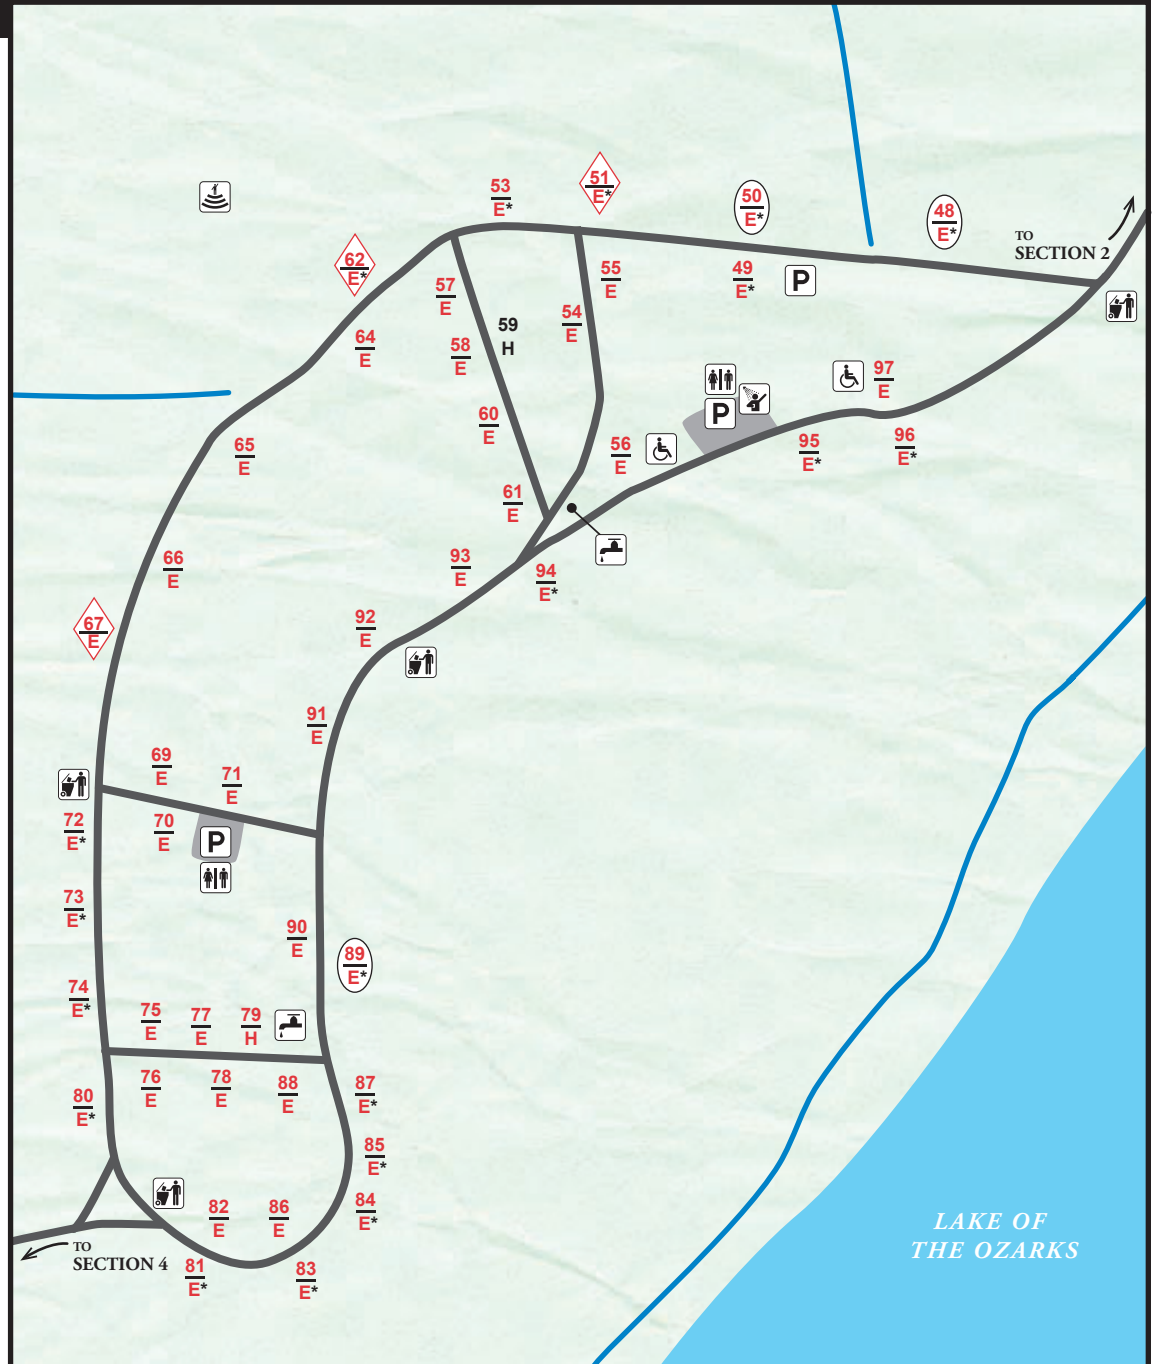 51
E*
53
E*
50
E*
48
E*
TO
SECTION 2
62
E*
55
E
49
E*
P
57
E
54
E
59
H
64
E
58
E
97
E
P
60
E
65
E
56
E
95
E*
96
E*
61
E
66
E
93
E
94
E*
67
E
92
E
91
E
69
E
71
E
72
E*
70
E
P
73
E*
90
E
89
E*
74
E*
75
E
77
E
79
H
76
E
78
E
88
E
87
E*
80
E*
85
E*
82
E
86
E
84
E*
LAKE OF
THE OZARKS
TO
SECTION 4
81
E*
83
E*